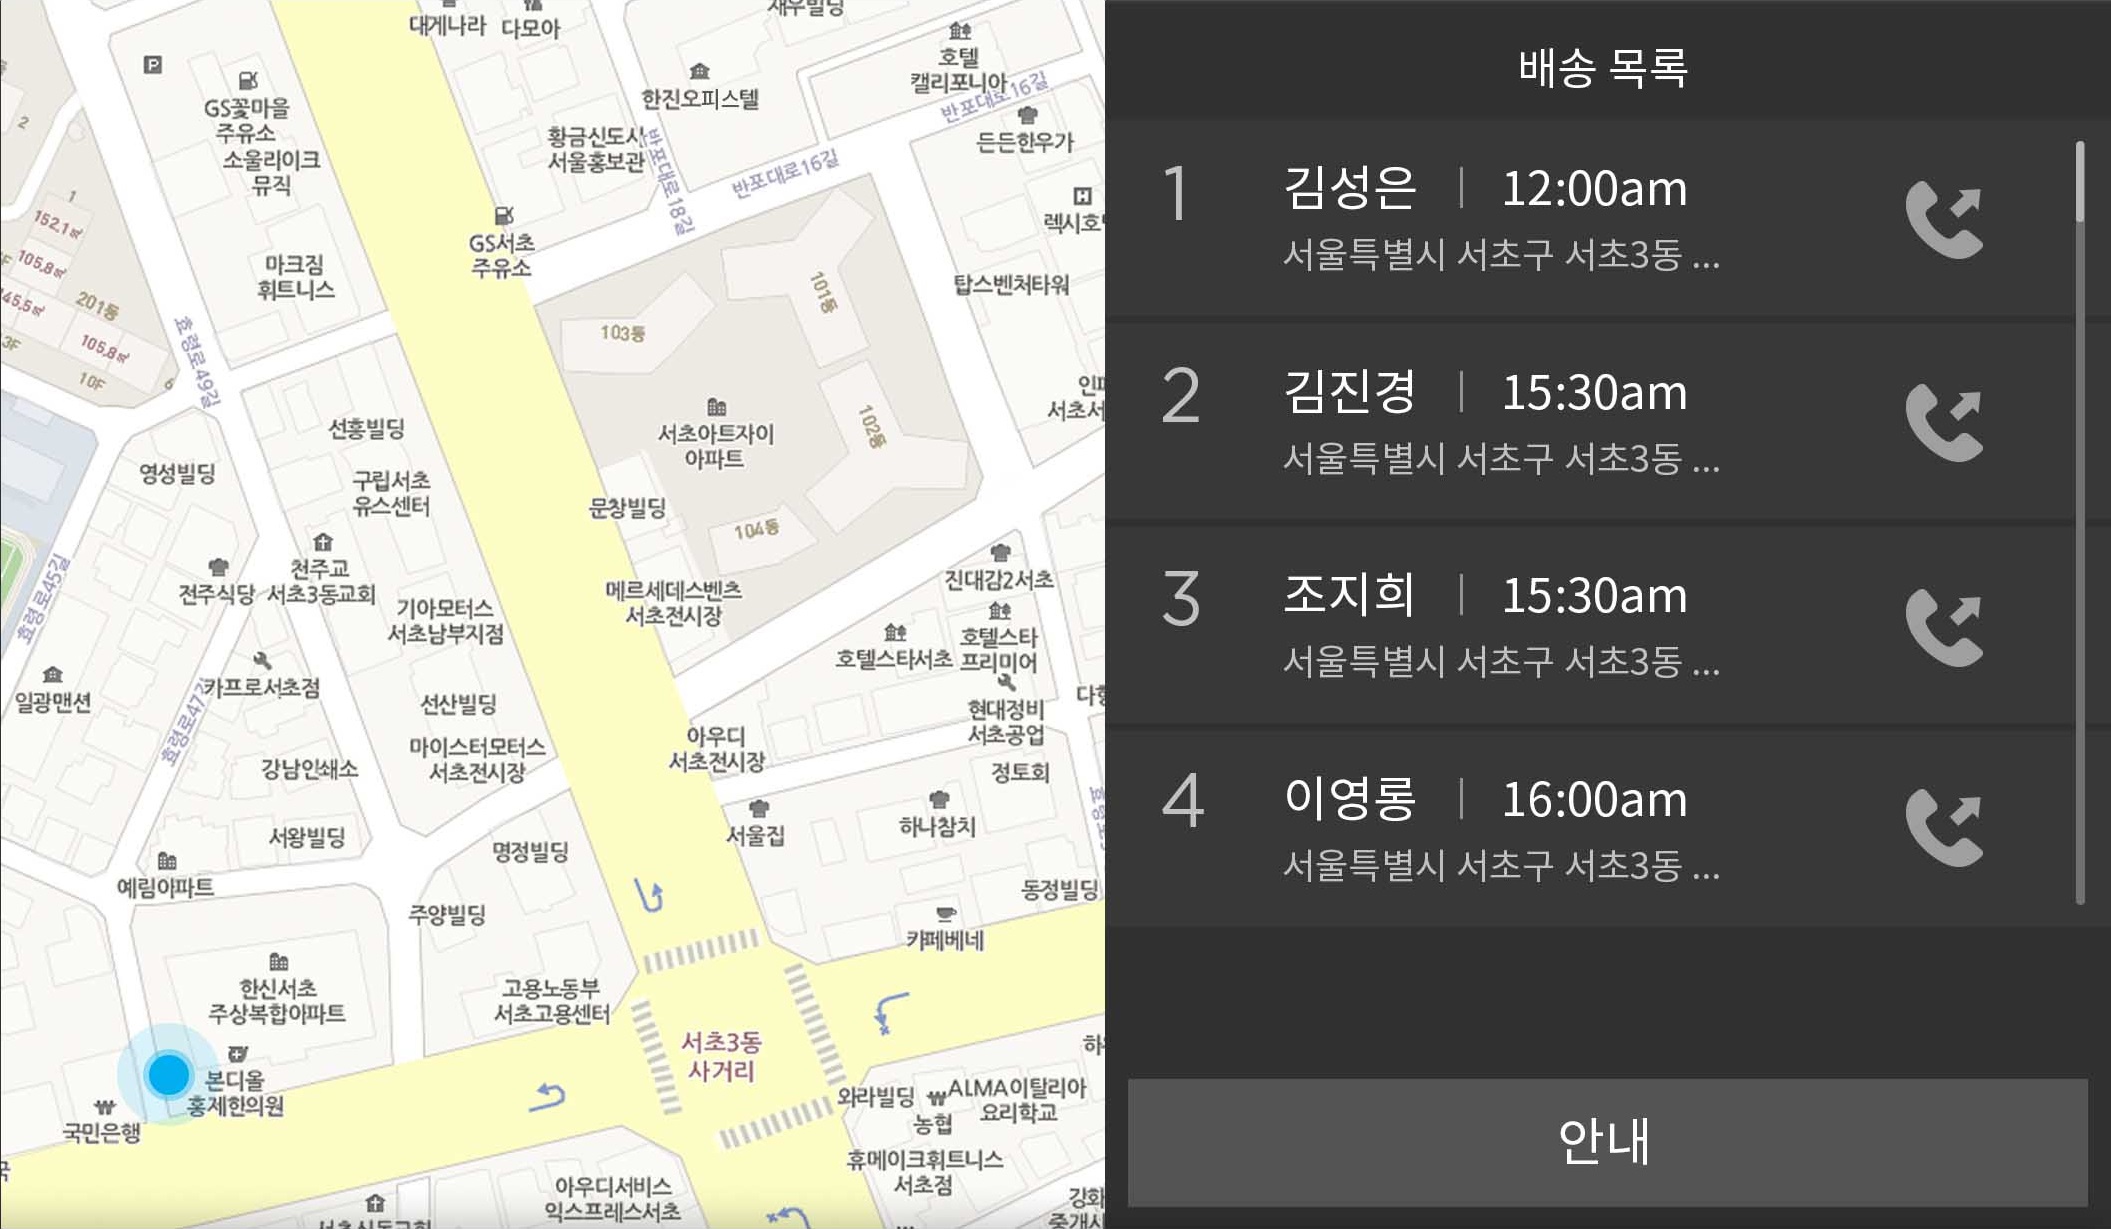 대게나라
다모아
재우빌딩
호텔
캘리포니아
GS꽃마을
주유소
한진오피스텔
반포대로16길
든든한우가
소울리이크
뮤직
황금신도시
서울홍보관
반포대로18길
반포대로16길
2
1
152,1㎡
105,8㎡
201동
105,8㎡
10F
6
GS서초
주유소
마크짐
휘트니스
탑스벤처타워
효령로49길
101동
103동
102동
104동
서초아트자이
아파트
선흥빌딩
영성빌딩
구립서초
유스센터
문창빌딩
천주교
서초3동교회
전주식당
효령로45길
기아모터스
서초남부지점
메르세데스벤츠
서초전시장
진대감2서초
호텔스타서초
호텔스타
프리미어
일광맨션
카프로서초점
효령로47길
선산빌딩
현대정비
서초공업
아우디
서초전시장
마이스터모터스
서초전시장
강남인쇄소
정토회
서울집
하나참치
서왕빌딩
명정빌딩
예림아파트
주양빌딩
동정빌딩
카페베네
한신서초
주상복합아파트
고용노동부
서초고용센터
서초3동
사거리
본디올
홍제한의원
국민은행
와라빌딩
농협
ALMA이탈리아
요리학교
휴메이크휘트니스
서초점
아우디서비스
익스프레스서초
배송 목록
1 김성은 | 12:00am
서울특별시 서초구 서초3동 ...
2 김진경 | 15:30am
서울특별시 서초구 서초3동 ...
3 조지희 | 15:30am
서울특별시 서초구 서초3동 ...
4 이영롱 | 16:00am
서울특별시 서초구 서초3동 ...
안내